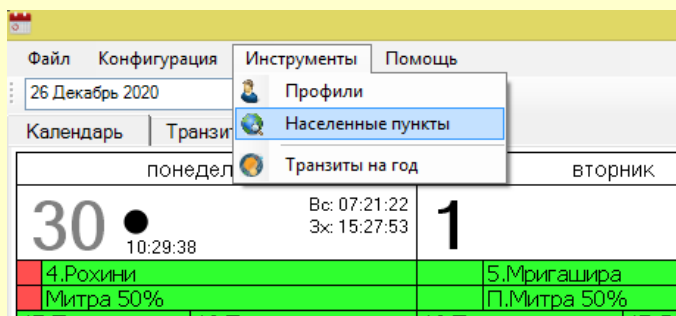 Файл Конфигурация Инструменты Помощь
26 Декабрь 2020
Профили
Населенные пункты
Транзиты на год
Календарь Транзи
понедел вторник
30 10:29:38 Вс: 07:21:22 1
Зх: 15:27:53
4.Рохини 5.Мригашира
Митра 50% П.Митра 50%